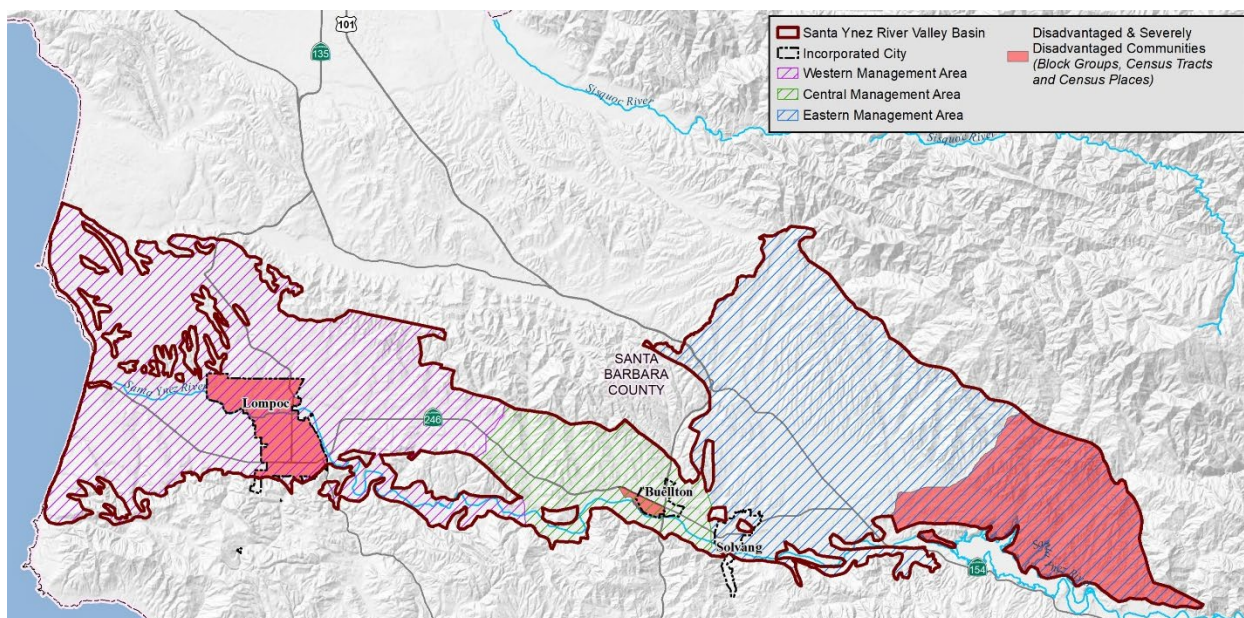 101
135
Sisquoc River
Sisquoc River
Santa Ynez River Valley Basin
Incorporated City
Western Management Area
Central Management Area
Eastern Management Area
Disadvantaged & Severely
Disadvantaged Communities
(Block Groups, Census Tracts
and Census Places)
SANTA
BARBARA
COUNTY
Santa Ynez River
Lompoc
246
Buellton
Solvang
154